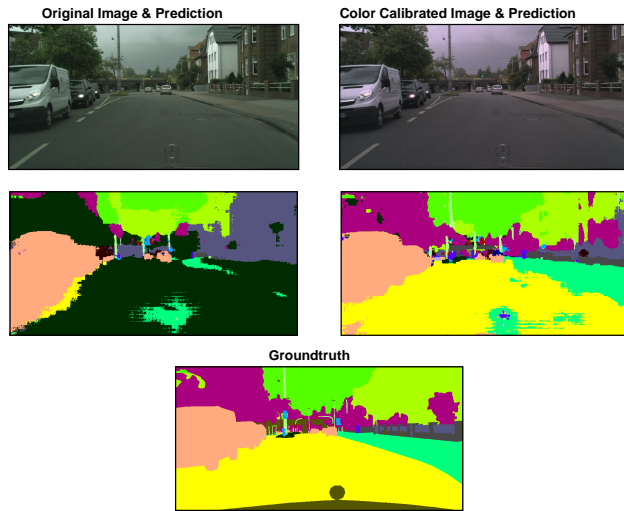 Original Image & Prediction
Color Calibrated Image & Prediction
Groundtruth